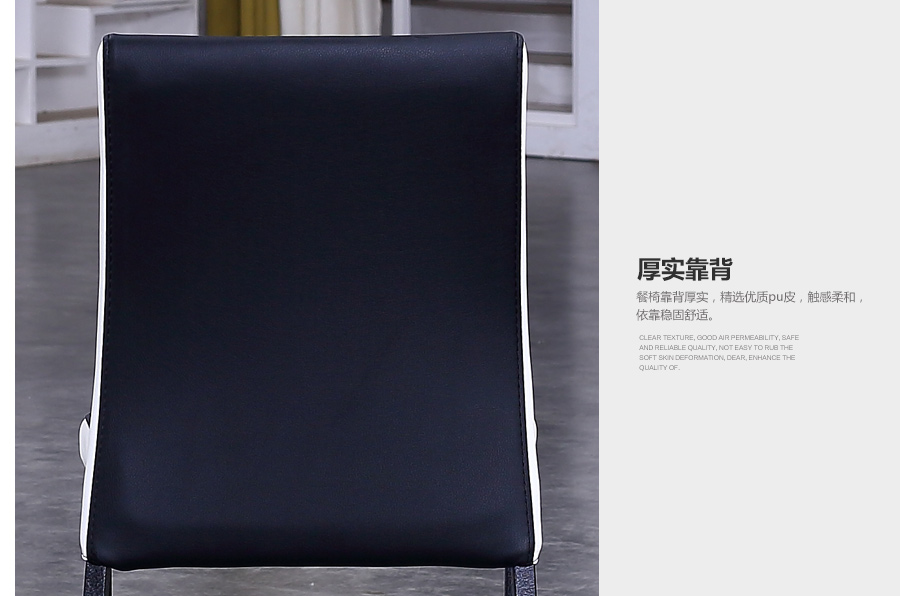 厚实靠背
餐椅靠背厚实，精选优质pu皮，触感柔和，
依靠稳固舒适。
CLEAR TEXTURE, GOOD AIR PERMEABILITY, SAFE
AND RELIABLE QUALITY, NOT EASY TO RUB THE
SOFT SKIN DEFORMATION, DEAR, ENHANCE THE
QUALITY OF.